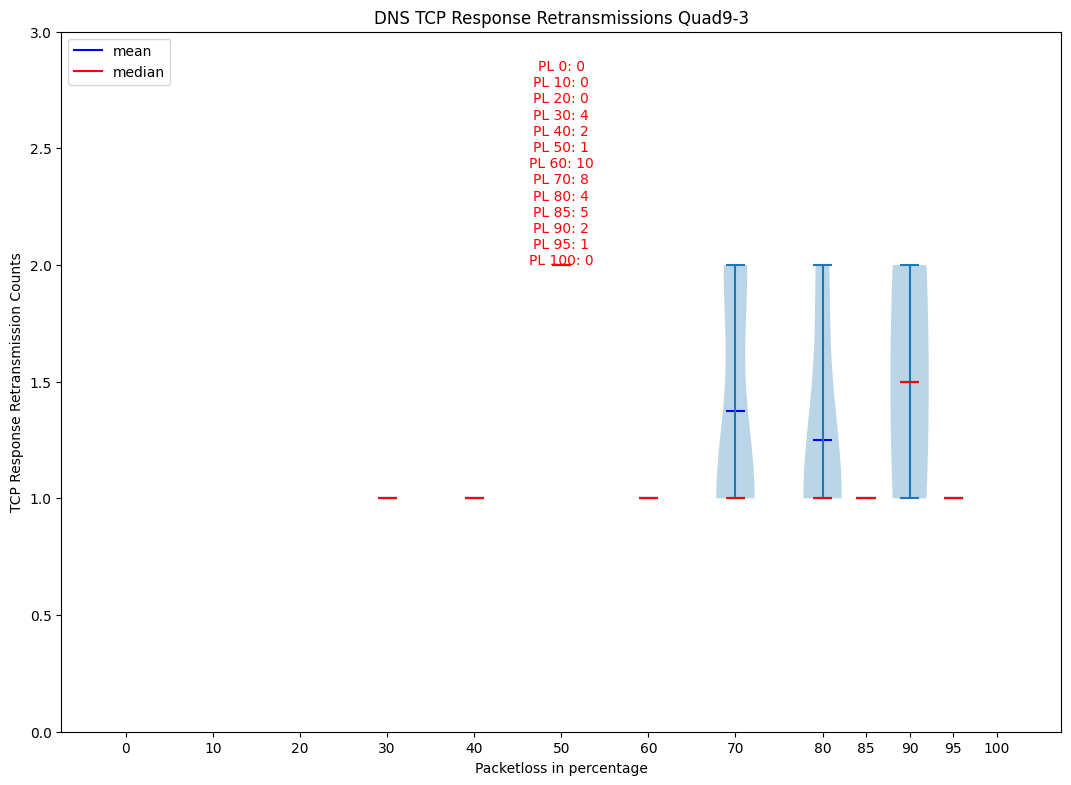 DNS TCP Response Retransmissions Quad9-3
mean
median
PL 0: 0
PL 10: 0
PL 20: 0
PL 30: 4
PL 40: 2
PL 50: 1
PL 60: 10
PL 70: 8
PL 80: 4
PL 85: 5
PL 90: 2
PL 95: 1
PL 100: 0
TCP Response Retransmission Counts
3.0
2.5
2.0
1.5
1.0
0.5
0.0
0 10 20 30 40 50 60 70 80 85 90 95 100
Packetloss in percentage